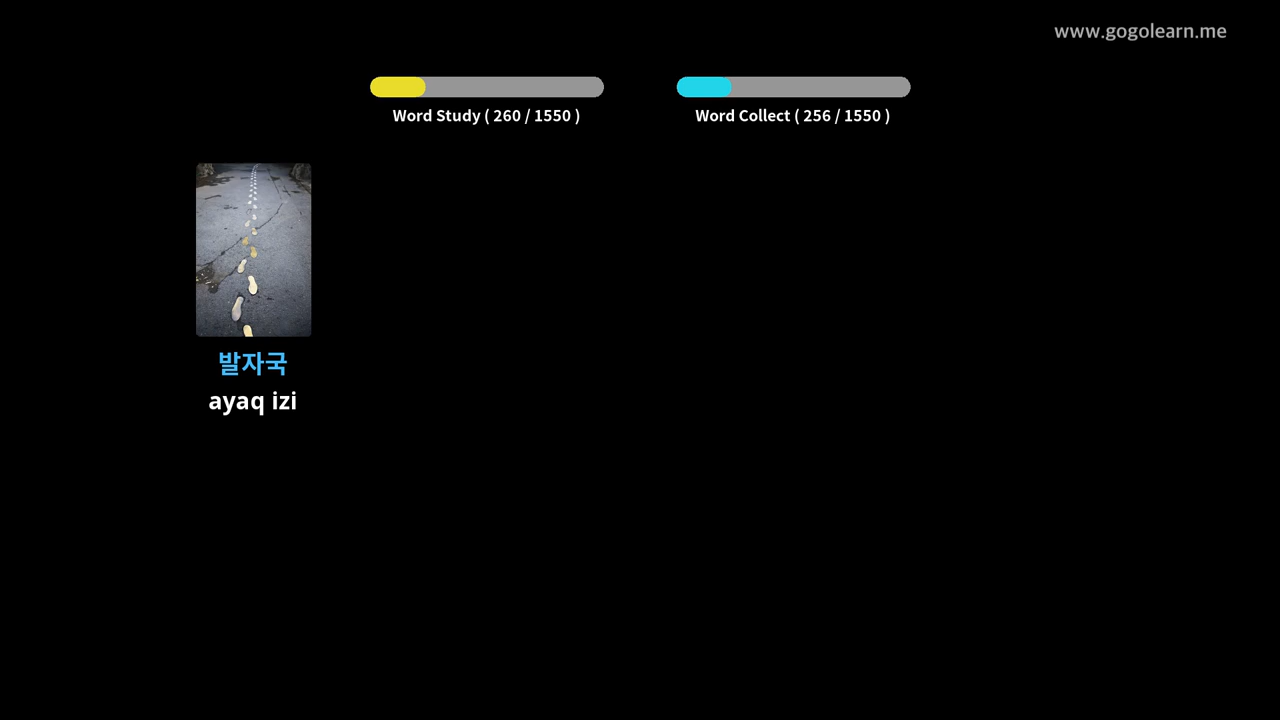 www.gogolearn.me
Word Study ( 260 / 1550 )
Word Collect ( 256 / 1550 )
발자국
ayaq izi